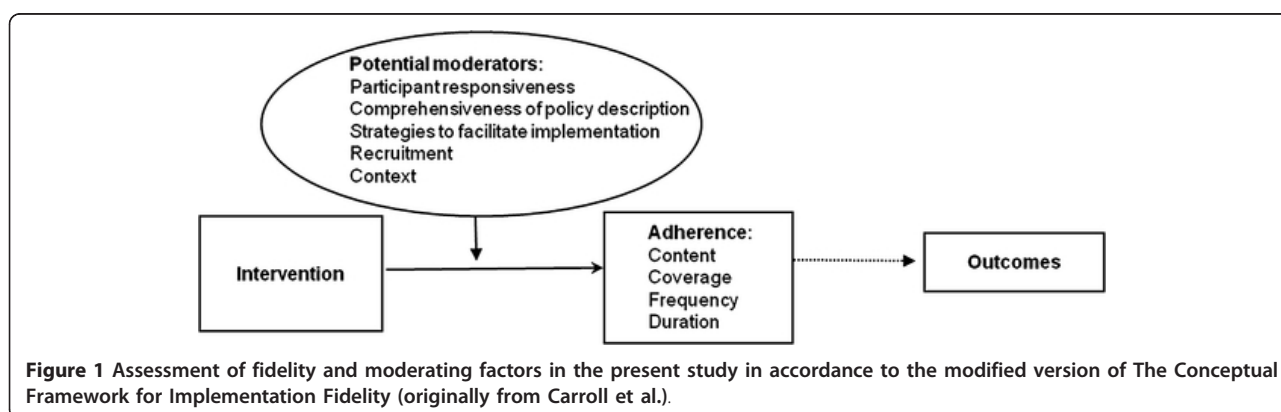 Potential moderators:
Participant responsiveness
Comprehensiveness of policy description
Strategies to facilitate implementation
Recruitment
Context
Intervention
Adherence:
Content
Coverage
Frequency
Duration
Outcomes
Figure 1 Assessment of fidelity and moderating factors in the present study in accordance to the modified version of The Conceptual
Framework for Implementation Fidelity (originally from Carroll et al.).